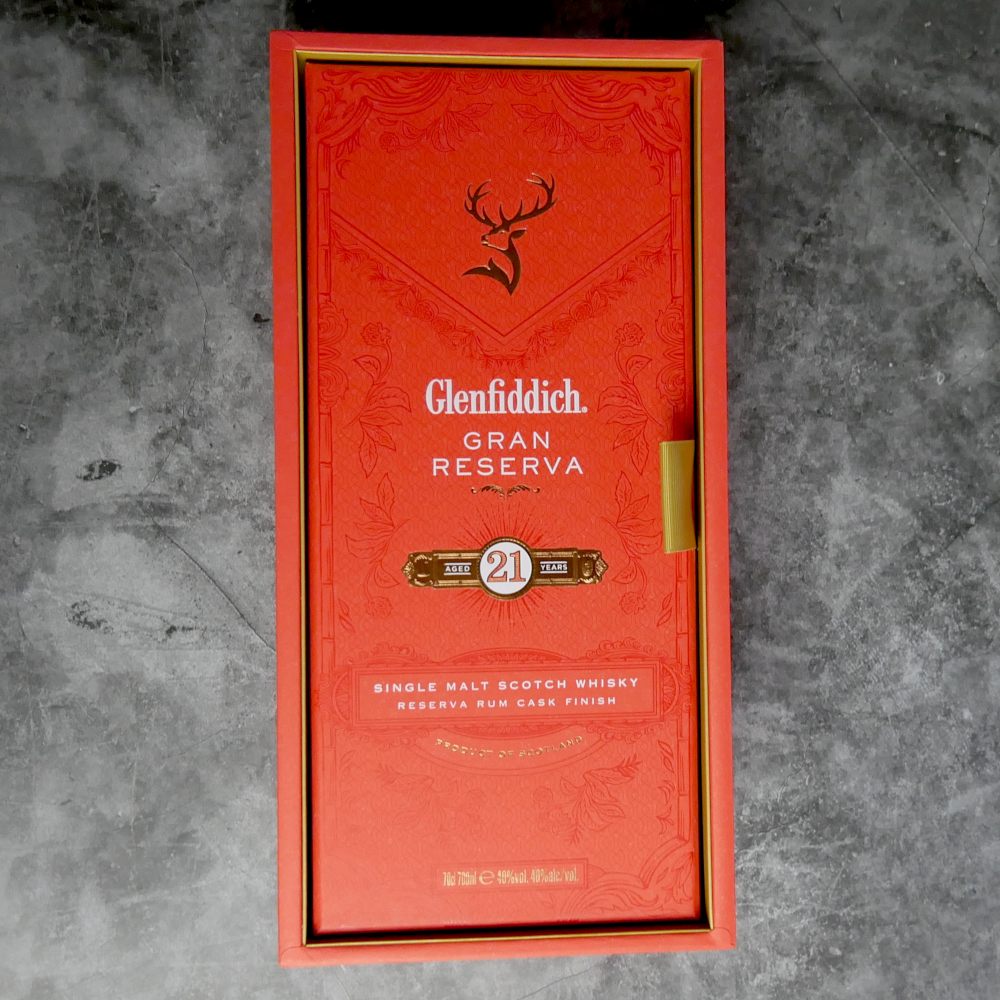 Glenfiddich.
GRAN
RESERVA
AGED 21 YEARS
SINGLE MALT SCOTCH WHISKY
RESERVA RUM CASK FINISH
PRODUCT OF SCOTLAND
70cl 700ml ℮ 40%vol. 40%alc/vol.